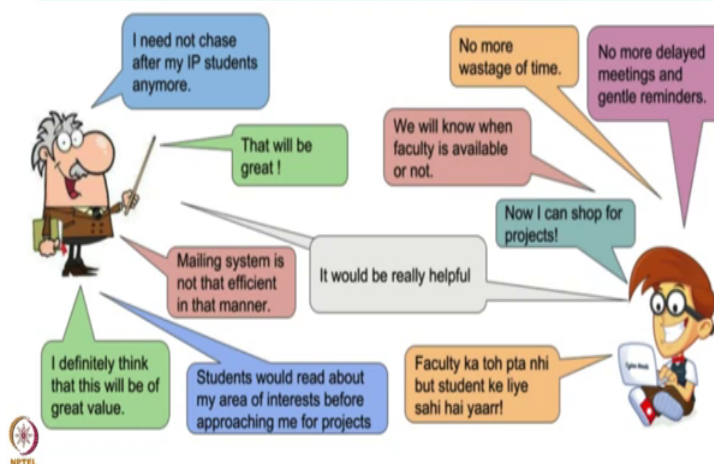 I need not chase
after my IP students
anymore.
No more
wastage of time.
No more delayed
meetings and
gentle reminders.
That will be
great !
We will know when
faculty is available
or not.
Now I can shop for
projects!
Mailing system is
not that efficient
in that manner.
It would be really helpful
I definitely think
that this will be of
great value.
Students would read about
my area of interests before
approaching me for projects
Faculty ka toh pta nhi
but student ke liye
sahi hai yaarr!
NPTEL